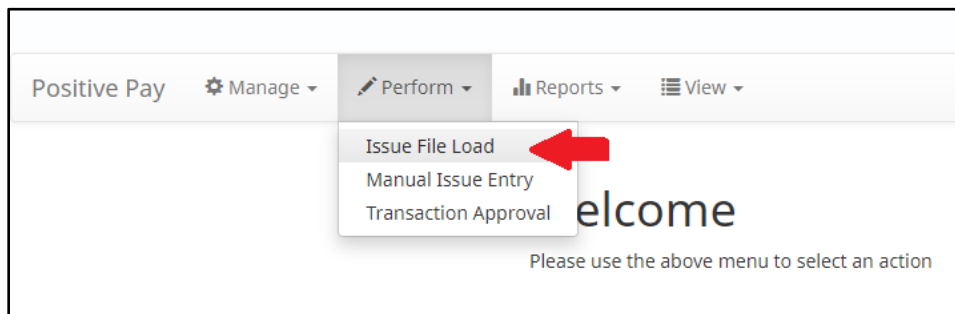 Positive Pay Manage Perform Reports View
Issue File Load
Manual Issue Entry
Transaction Approval
elcome
Please use the above menu to select an action